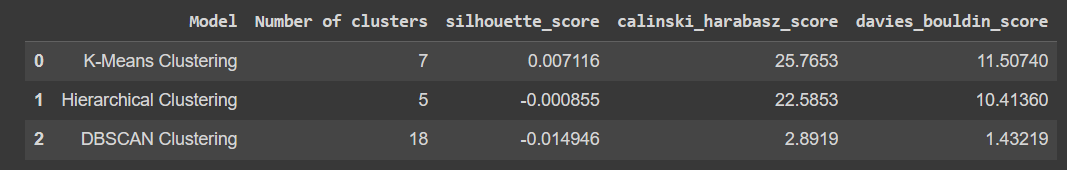 Model Number of clusters silhouette_score calinski_harabasz_score davies_bouldin_score
0 K-Means Clustering 7 0.007116 25.7653 11.50740
1 Hierarchical Clustering 5 -0.000855 22.5853 10.41360
2 DBSCAN Clustering 18 -0.014946 2.8919 1.43219